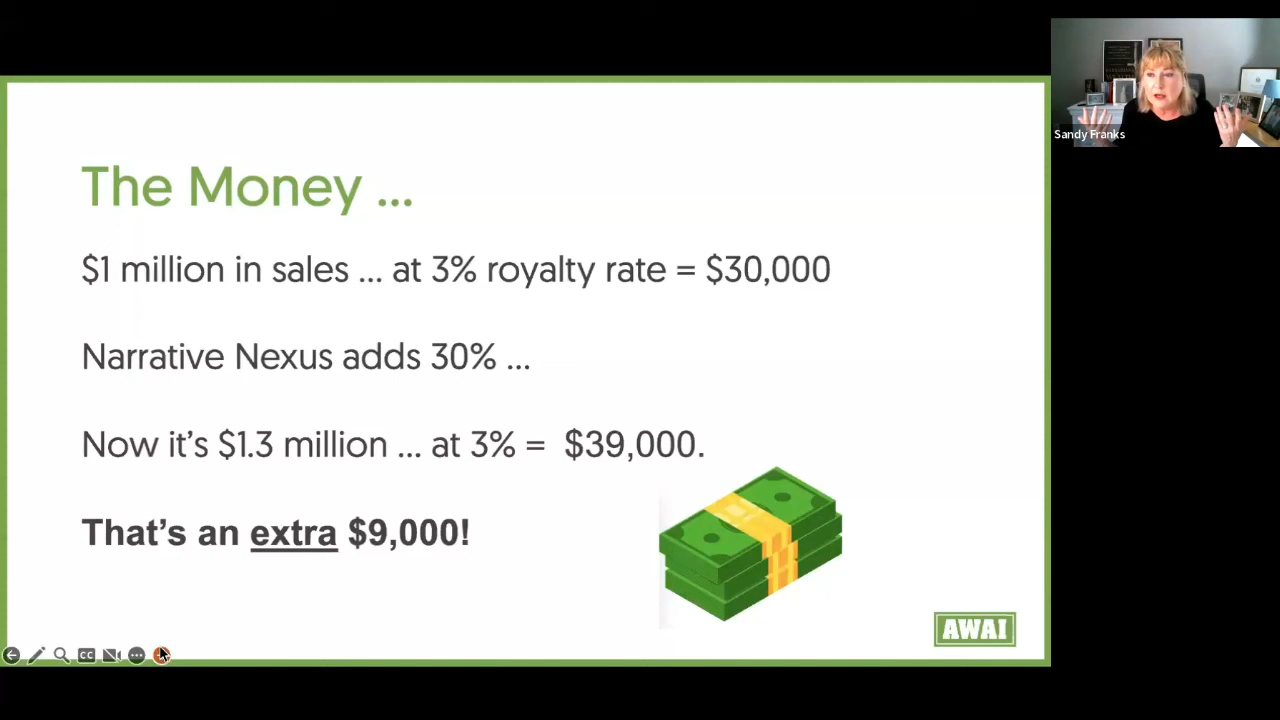 The Money ...
$1 million in sales ... at 3% royalty rate = $30,000
Narrative Nexus adds 30% ...
Now it's $1.3 million ... at 3% = $39,000.
That's an extra $9,000!
AWAI
CC
Sandy Franks